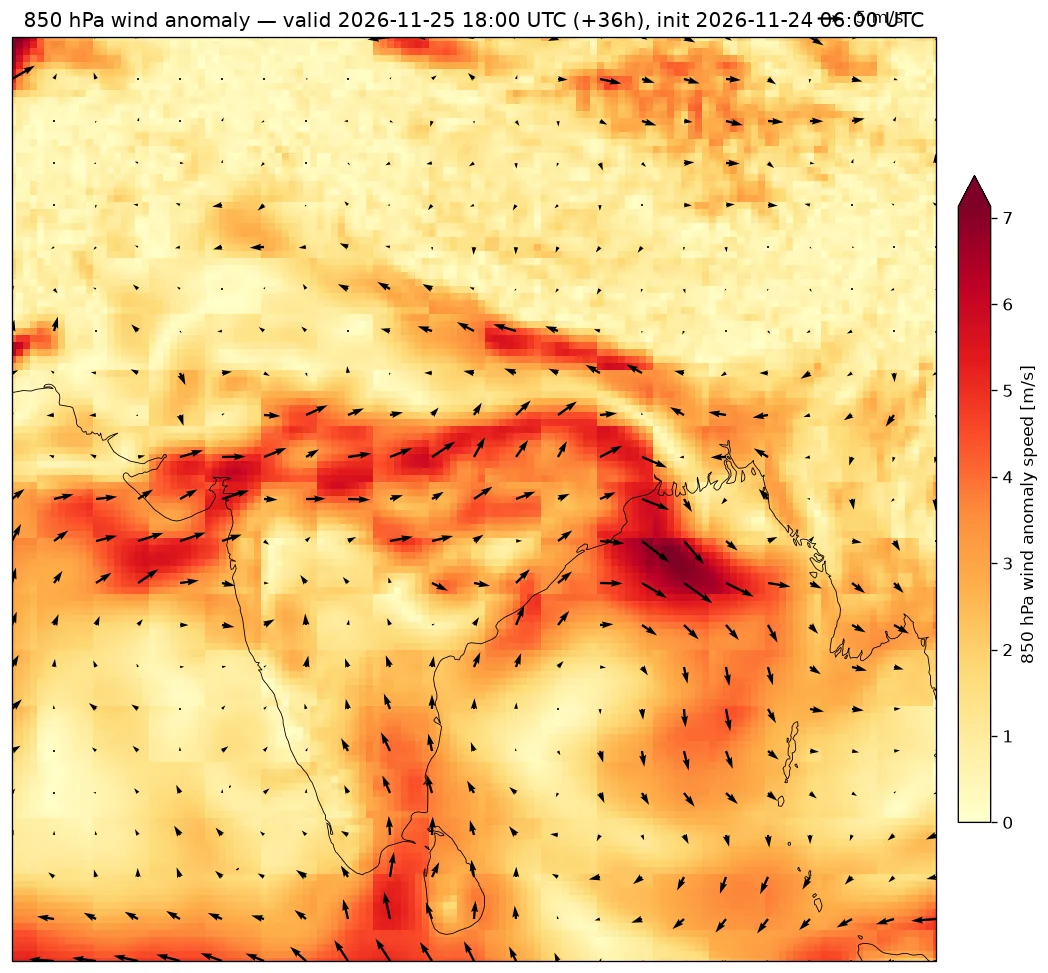 850 hPa wind anomaly — valid 2026-11-25 18:00 UTC (+36h), init 2026-11-24 06:00 UTC
5 m/s
7
6
5
4
3
2
1
0
850 hPa wind anomaly speed [m/s]